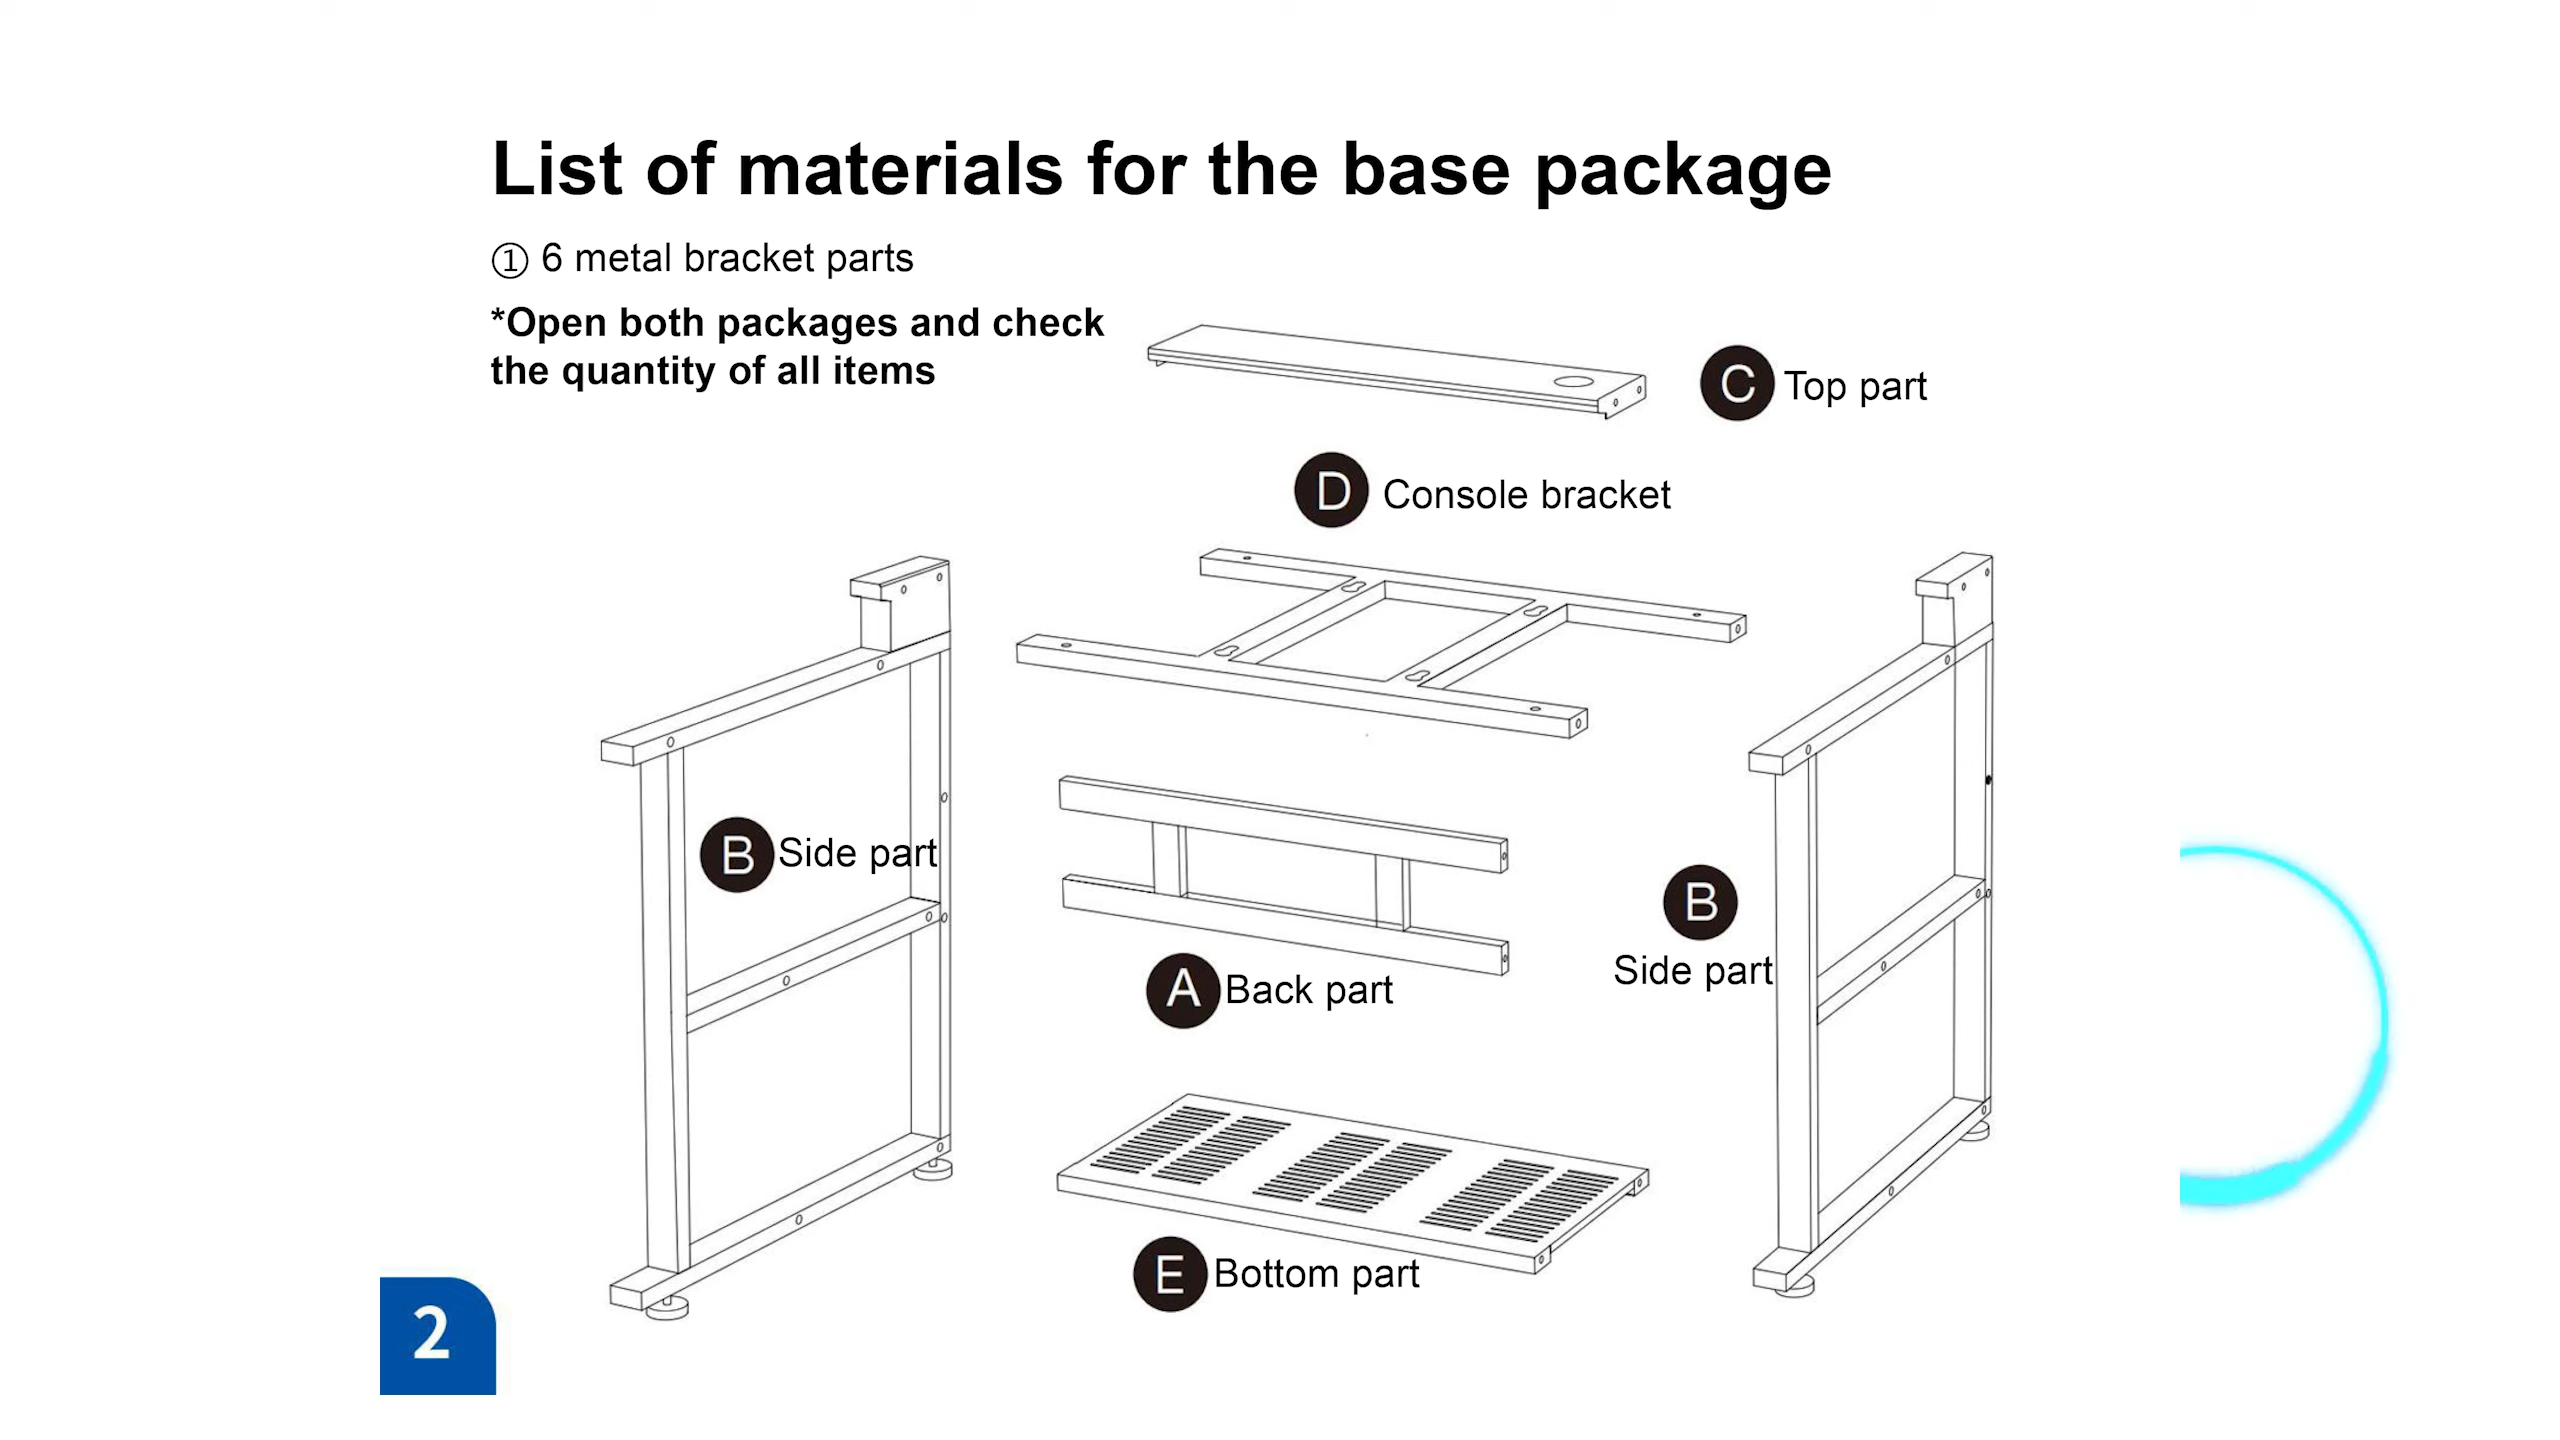 List of materials for the base package
① 6 metal bracket parts
*Open both packages and check
the quantity of all items
C Top part
D Console bracket
B Side part
B
Side part
A Back part
E Bottom part
2